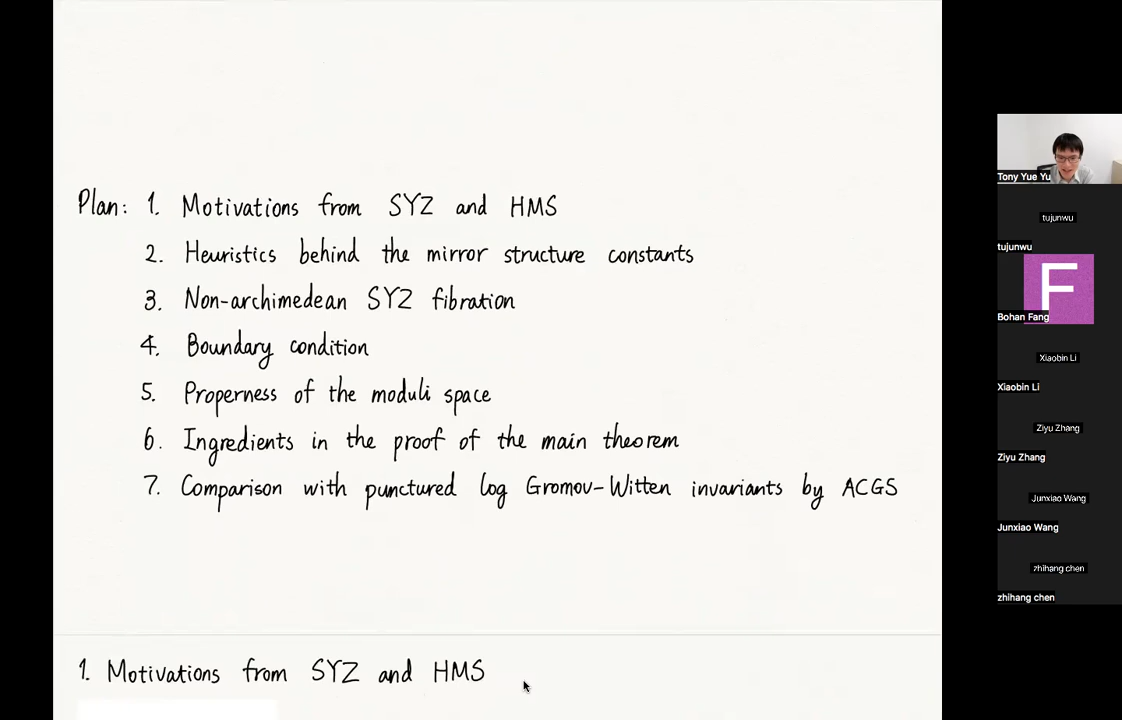 Plan: 1. Motivations from SYZ and HMS
2. Heuristics behind the mirror structure constants
3. Non-archimedean SYZ fibration
4. Boundary condition
5. Properness of the moduli space
6. Ingredients in the proof of the main theorem
7. Comparison with punctured log Gromov-Witten invariants by ACGS
1. Motivations from SYZ and HMS
Tony Yue Yu
tujunwu
tujunwu
F
Bohan Fang
Xiaobin Li
Xiaobin Li
Ziyu Zhang
Ziyu Zhang
Junxiao Wang
Junxiao Wang
zhihang chen
zhihang chen